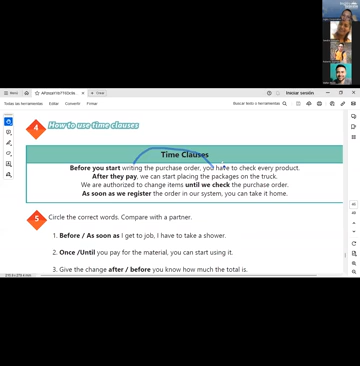 Menú
+ Crear
Iniciar sesión
Todas las herramientas Editar Convertir Firmar
Buscar texto o herramientas
4 How to use time clauses
Time Clauses
Before you start writing the purchase order, you have to check every product.
After they pay, we can start placing the packages on the truck.
We are authorized to change items until we check the purchase order.
As soon as we register the order in our system, you can take it home.
5 Circle the correct words. Compare with a partner.
1. Before / As soon as I get to job, I have to take a shower.
2. Once /Until you pay for the material, you can start using it.
3. Give the change after / before you know how much the total is.